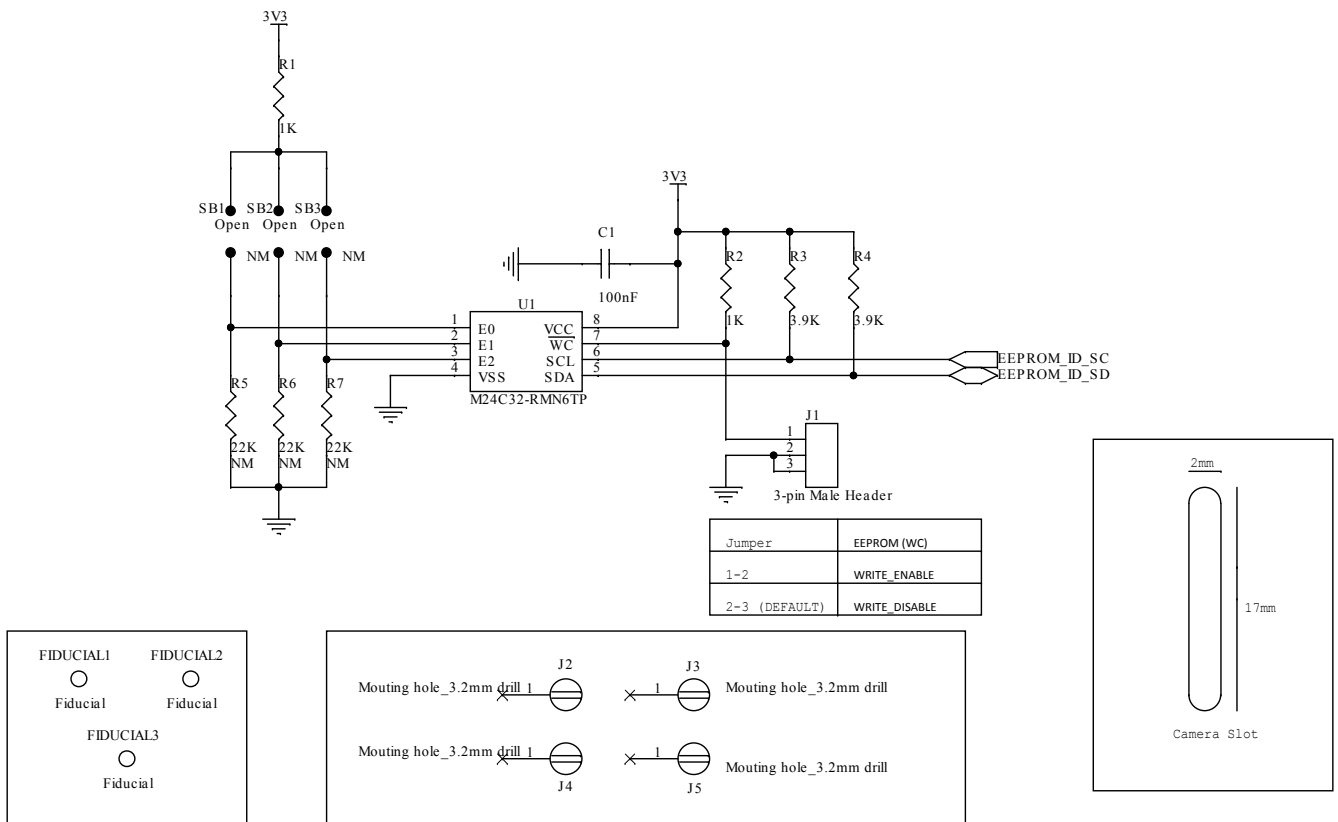 3V3
R1
1K
SB1 SB2 SB3
Open Open Open
NM NM NM
3V3
C1
100nF
R2 R3 R4
1K 3.9K 3.9K
U1
1 E0 VCC 8
2 E1 WC 7
3 E2 SCL 6
4 VSS SDA 5
M24C32-RMN6TP
EEPROM_ID_SC
EEPROM_ID_SD
R5 R6 R7
22K 22K 22K
NM NM NM
J1
1
2
3
3-pin Male Header
Jumper EEPROM (WC)
1-2 WRITE_ENABLE
2-3 (DEFAULT) WRITE_DISABLE
2mm
17mm
Camera Slot
FIDUCIAL1 FIDUCIAL2
Fiducial Fiducial
FIDUCIAL3
Fiducial
J2 J3
Mouting hole_3.2mm drill 1 1 Mouting hole_3.2mm drill
Mouting hole_3.2mm drill 1 1 Mouting hole_3.2mm drill
J4 J5